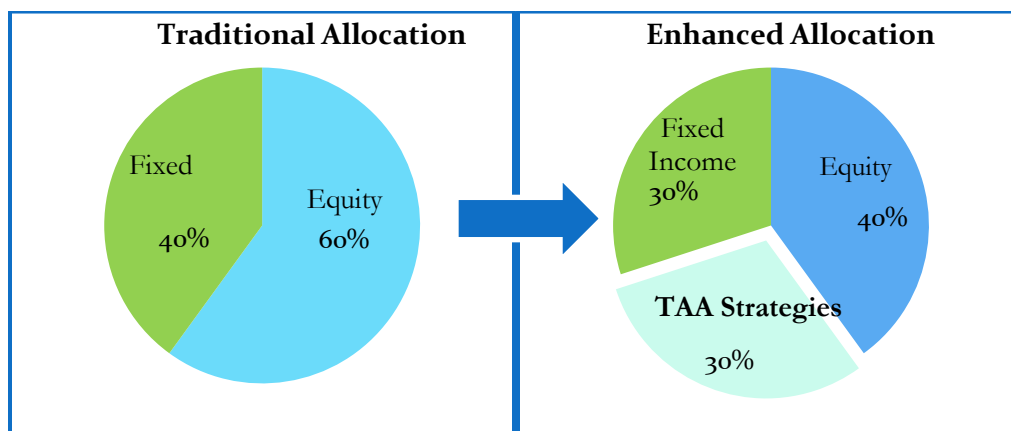 Traditional Allocation
Fixed
40%
Equity
60%
Enhanced Allocation
Fixed
Income
30%
Equity
40%
TAA Strategies
30%